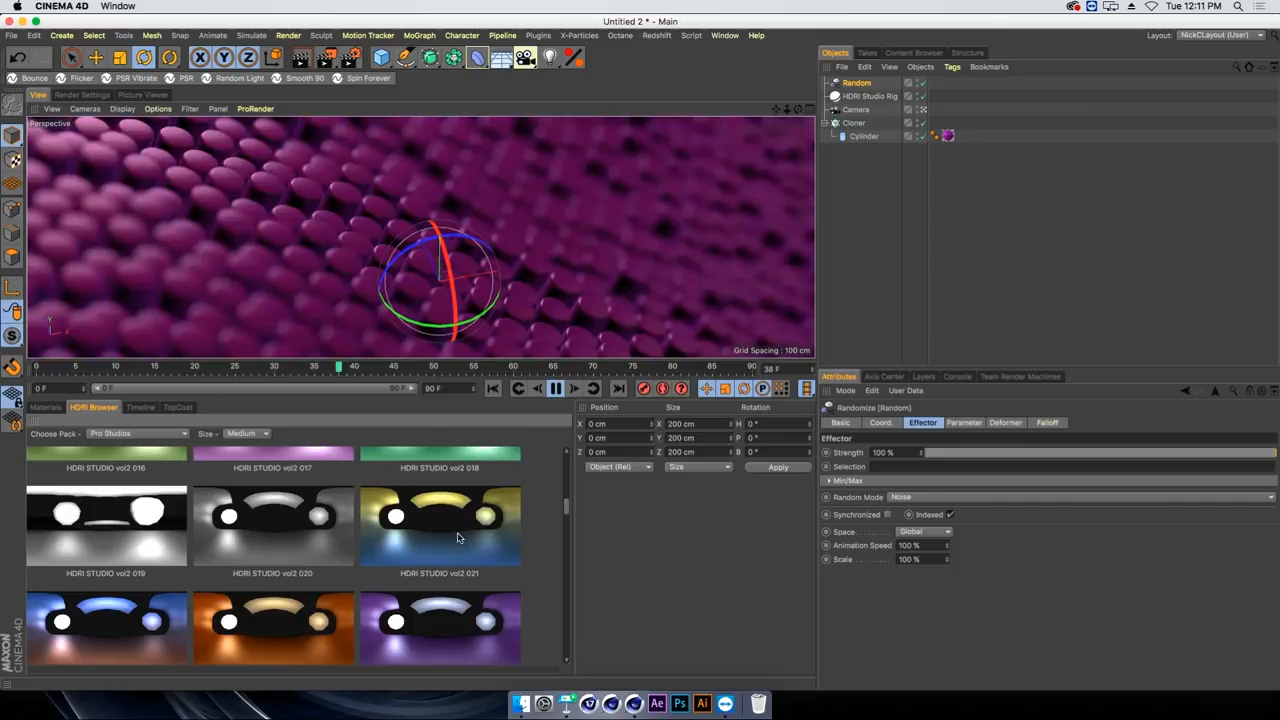 CINEMA 4D Window Tue 12:11 PM
Untitled 2 * - Main
File Edit Create Select Tools Mesh Snap Animate Simulate Render Sculpt Motion Tracker MoGraph Character Pipeline Plugins X-Particles Octane Redshift Script Window Help Layout: NickCLayout (User)
Objects Takes Content Browser Structure
X Y Z
File Edit View Objects Tags Bookmarks
Bounce Flicker PSR Vibrate PSR Random Light Smooth 90 Spin Forever
Random
View Render Settings Picture Viewer
HDRI Studio Rig
View Cameras Display Options Filter Panel ProRender
Camera
Perspective
Cloner
Cylinder
Y
X
Grid Spacing : 100 cm
0 5 10 15 20 25 30 35 40 45 50 55 60 65 70 75 80 85 90 38 F
Attributes Axis Center Layers Console Team Render Machines
0 F 0 F 90 F 90 F
Mode Edit User Data
Materials HDRI Browser Timeline TopCoat
Position Size Rotation
Randomize [Random]
Basic Coord. Effector Parameter Deformer Falloff
Choose Pack - Pro Studios Size - Medium
X 0 cm X 200 cm H 0 °
Y 0 cm Y 200 cm P 0 °
Z 0 cm Z 200 cm B 0 °
Object (Rel) Size Apply
Effector
Strength 100 %
Selection
Min/Max
Random Mode Noise
Synchronized Indexed
Space Global
Animation Speed 100 %
Scale 100 %
HDRI STUDIO vol2 016 HDRI STUDIO vol2 017 HDRI STUDIO vol2 018
HDRI STUDIO vol2 019 HDRI STUDIO vol2 020 HDRI STUDIO vol2 021
MAXON
CINEMA4D
Ae Ps Ai